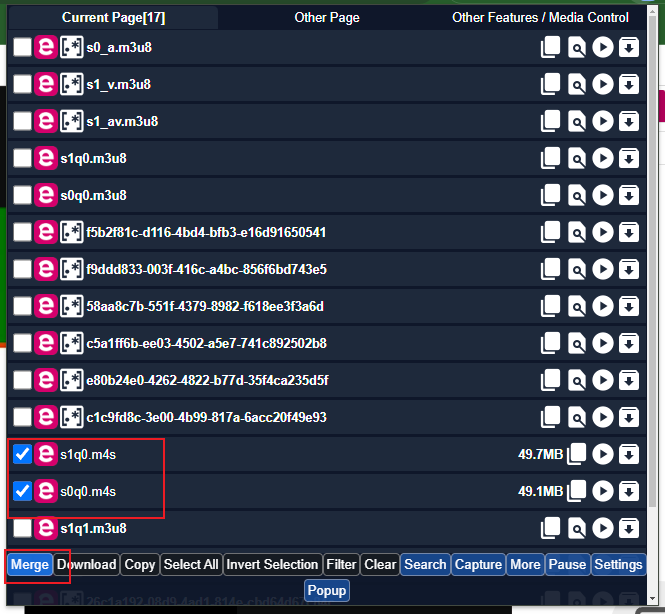 Current Page[17] Other Page Other Features / Media Control
s0_a.m3u8
s1_v.m3u8
s1_av.m3u8
s1q0.m3u8
s0q0.m3u8
f5b2f81c-d116-4bd4-bfb3-e16d91650541
f9ddd833-003f-416c-a4bc-856f6bd743e5
58aa8c7b-551f-4379-8982-f618ee3f3a6d
c5a1ff6b-ee03-4502-a5e7-741c892502b8
e80b24e0-4262-4822-b77d-35f4ca235d5f
c1c9fd8c-3e00-4b99-817a-6acc20f49e93
s1q0.m4s 49.7MB
s0q0.m4s 49.1MB
s1q1.m3u8
Merge Download Copy Select All Invert Selection Filter Clear Search Capture More Pause Settings
Popup